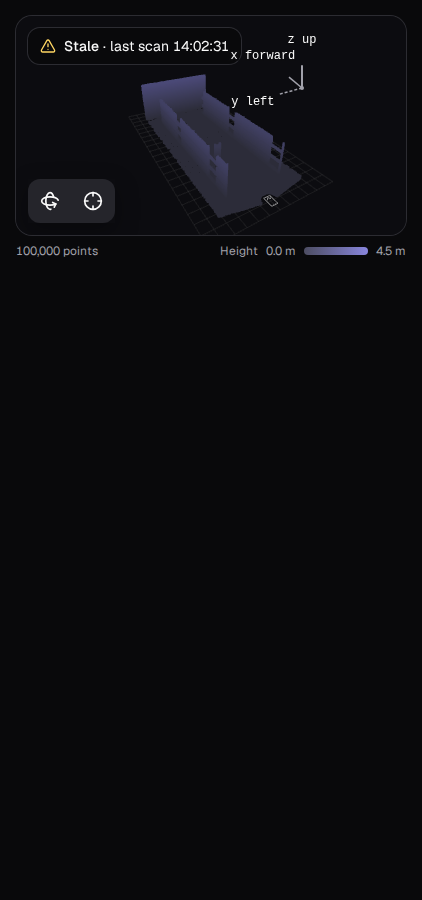 Stale · last scan 14:02:31
z up
x forward
y left
100,000 points
Height 0.0 m 4.5 m